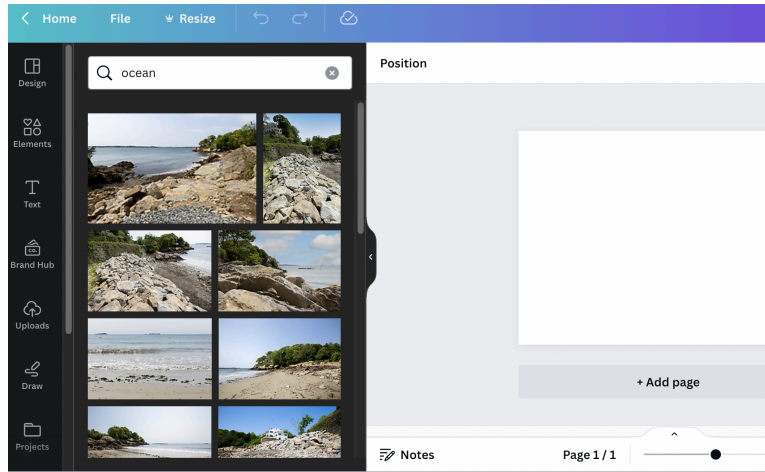 Home File Resize
Design
Elements
Text
CO.
Brand Hub
Uploads
Draw
Projects
ocean
Position
+ Add page
Notes Page 1 / 1